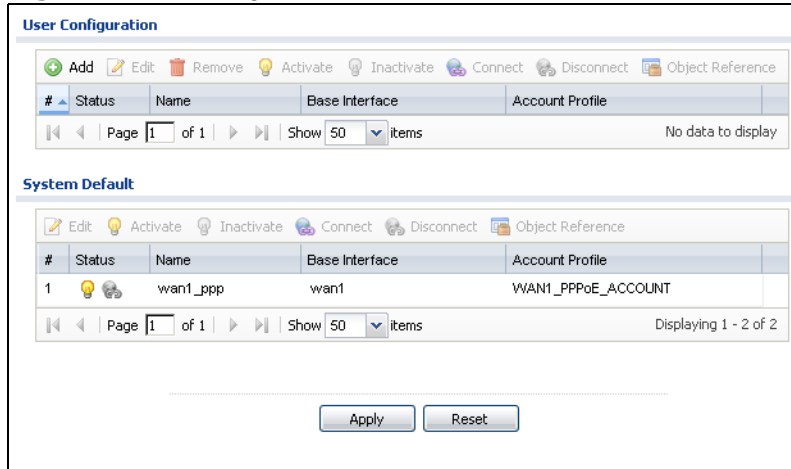 User Configuration
Add Edit Remove Activate Inactivate Connect Disconnect Object Reference
# Status Name Base Interface Account Profile
Page 1 of 1 Show 50 items No data to display
System Default
Edit Activate Inactivate Connect Disconnect Object Reference
# Status Name Base Interface Account Profile
1 wan1_ppp wan1 WAN1_PPPoE_ACCOUNT
Page 1 of 1 Show 50 items Displaying 1 - 2 of 2
Apply Reset